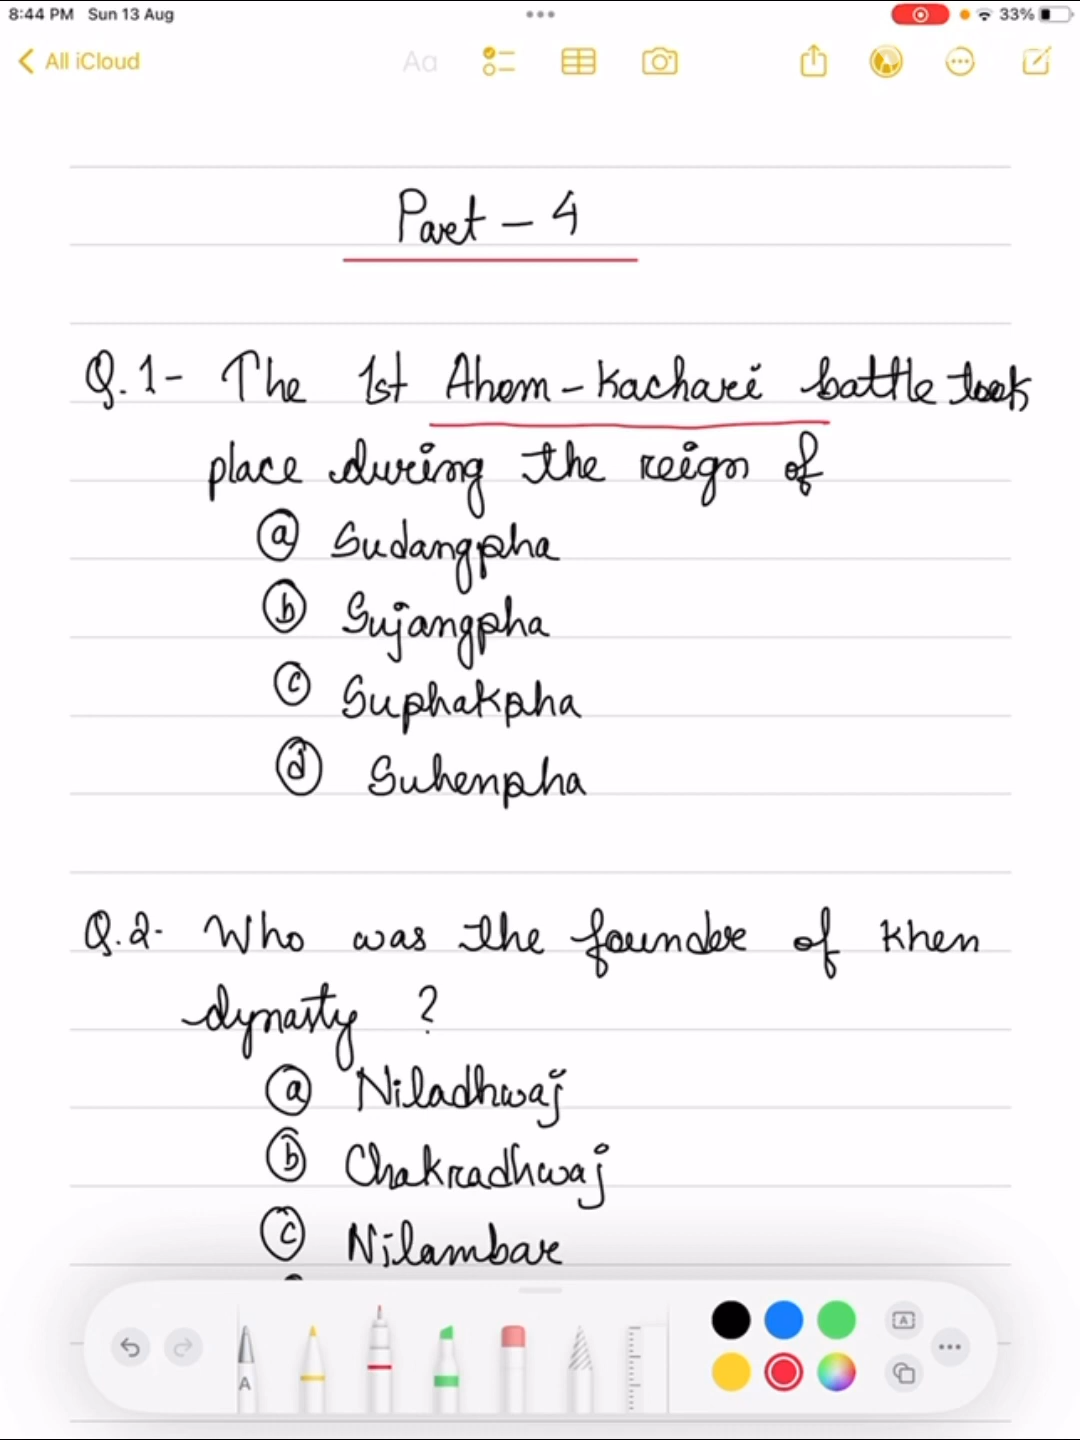 8:44 PM Sun 13 Aug
33%
All iCloud
Aa
Part - 4
Q.1- The 1st Ahom-Kachari battle took
place during the reign of
a Sudangpha
b Sujangpha
c Suphakpha
d Suhenpha
Q.2- Who was the founder of Khen
dynasty ?
a Niladhwaj
b Chakradhwaj
c Nilambar
A
A